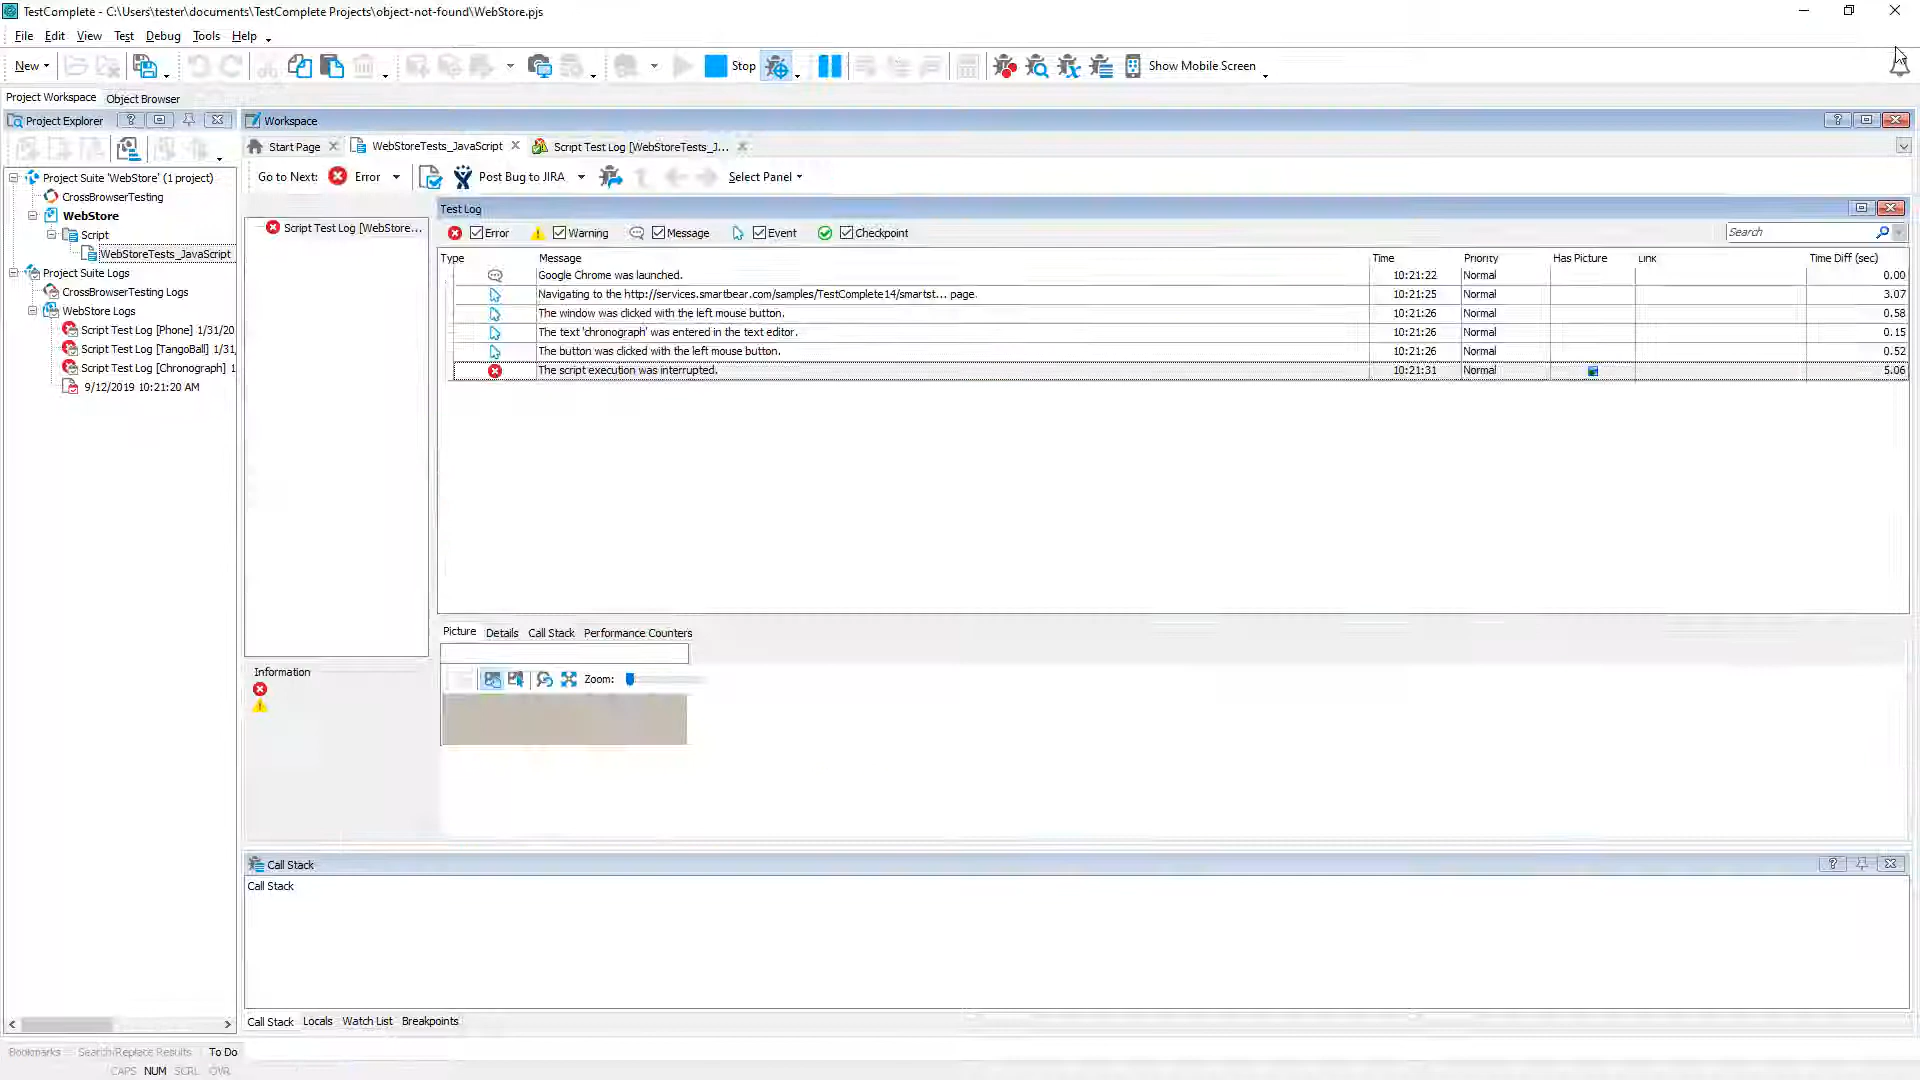 TestComplete - C:\Users\tester\documents\TestComplete Projects\object-not-found\WebStore.pjs
File Edit View Test Debug Tools Help
New Stop Show Mobile Screen
Project Workspace Object Browser
Project Explorer
Workspace
Start Page WebStoreTests_JavaScript Script Test Log [WebStoreTests_J...
Go to Next: Error Post Bug to JIRA Select Panel
Project Suite 'WebStore' (1 project)
CrossBrowserTesting
WebStore
Script
WebStoreTests_JavaScript
Project Suite Logs
CrossBrowserTesting Logs
WebStore Logs
Script Test Log [Phone] 1/31/20
Script Test Log [TangoBall] 1/31,
Script Test Log [Chronograph] 1
9/12/2019 10:21:20 AM
Script Test Log [WebStore...
Test Log
Error Warning Message Event Checkpoint Search
Type Message Time Priority Has Picture Link Time Diff (sec)
Google Chrome was launched. 10:21:22 Normal 0.00
Navigating to the http://services.smartbear.com/samples/TestComplete14/smartst... page. 10:21:25 Normal 3.07
The window was clicked with the left mouse button. 10:21:26 Normal 0.58
The text 'chronograph' was entered in the text editor. 10:21:26 Normal 0.15
The button was clicked with the left mouse button. 10:21:26 Normal 0.52
The script execution was interrupted. 10:21:31 Normal 5.06
Picture Details Call Stack Performance Counters
Zoom:
Information
Call Stack
Call Stack
Call Stack Locals Watch List Breakpoints
Bookmarks Search/Replace Results To Do
CAPS NUM SCRL OVR